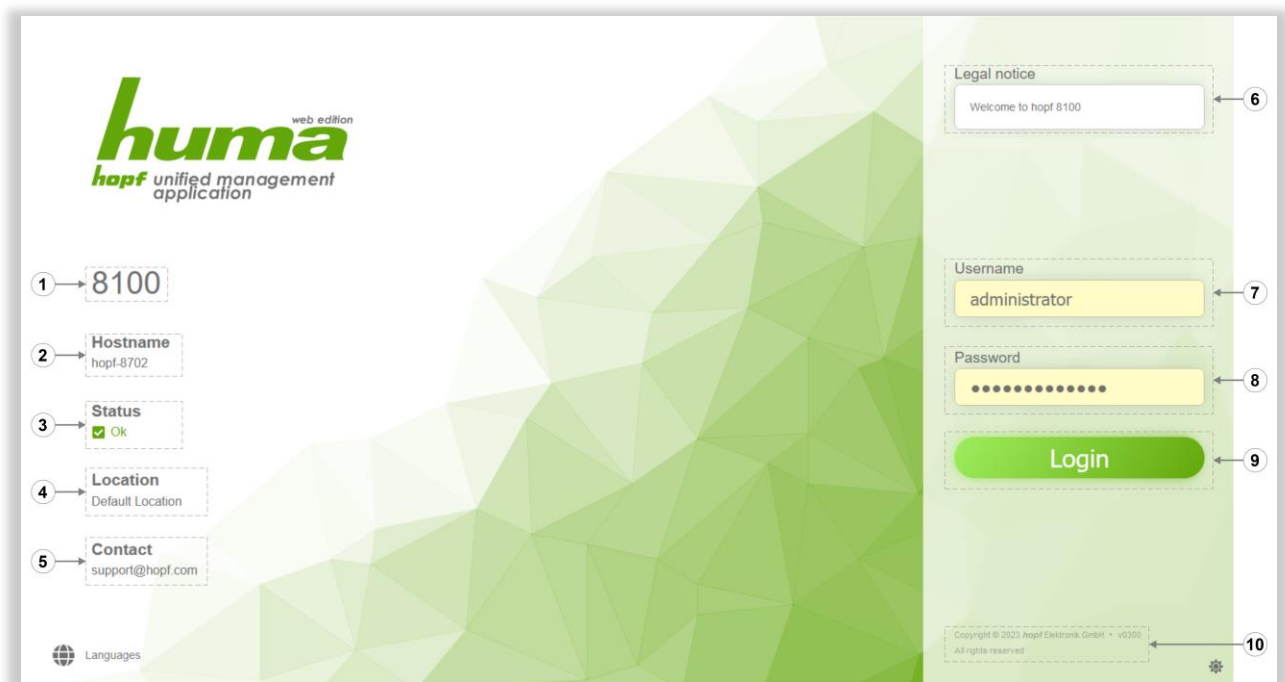 huma
web edition
hopf unified management
application
8100
Hostname
hopf-8702
Status
Ok
Location
Default Location
Contact
support@hopf.com
Languages
Legal notice
Welcome to hopf 8100
Username
administrator
Password
●●●●●●●●●●●●●
Login
Copyright © 2023 hopf Elektronik GmbH • v0300
All rights reserved
1
2
3
4
5
6
7
8
9
10